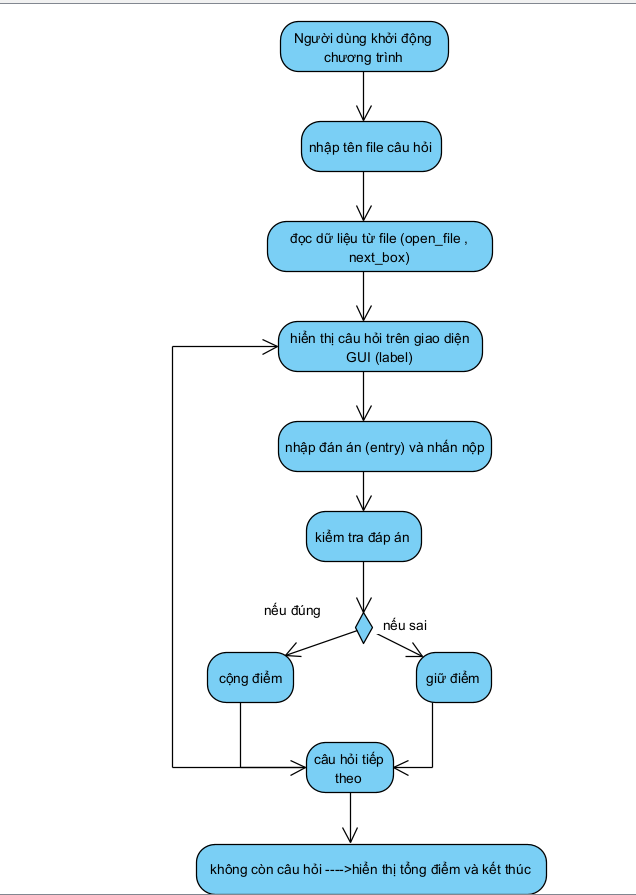 Người dùng khởi động
chương trình
nhập tên file câu hỏi
đọc dữ liệu từ file (open_file ,
next_box)
hiển thị câu hỏi trên giao diện
GUI (label)
nhập đán án (entry) và nhấn nộp
kiểm tra đáp án
nếu đúng
nếu sai
cộng điểm
giữ điểm
câu hỏi tiếp
theo
không còn câu hỏi ---->hiển thị tổng điểm và kết thúc